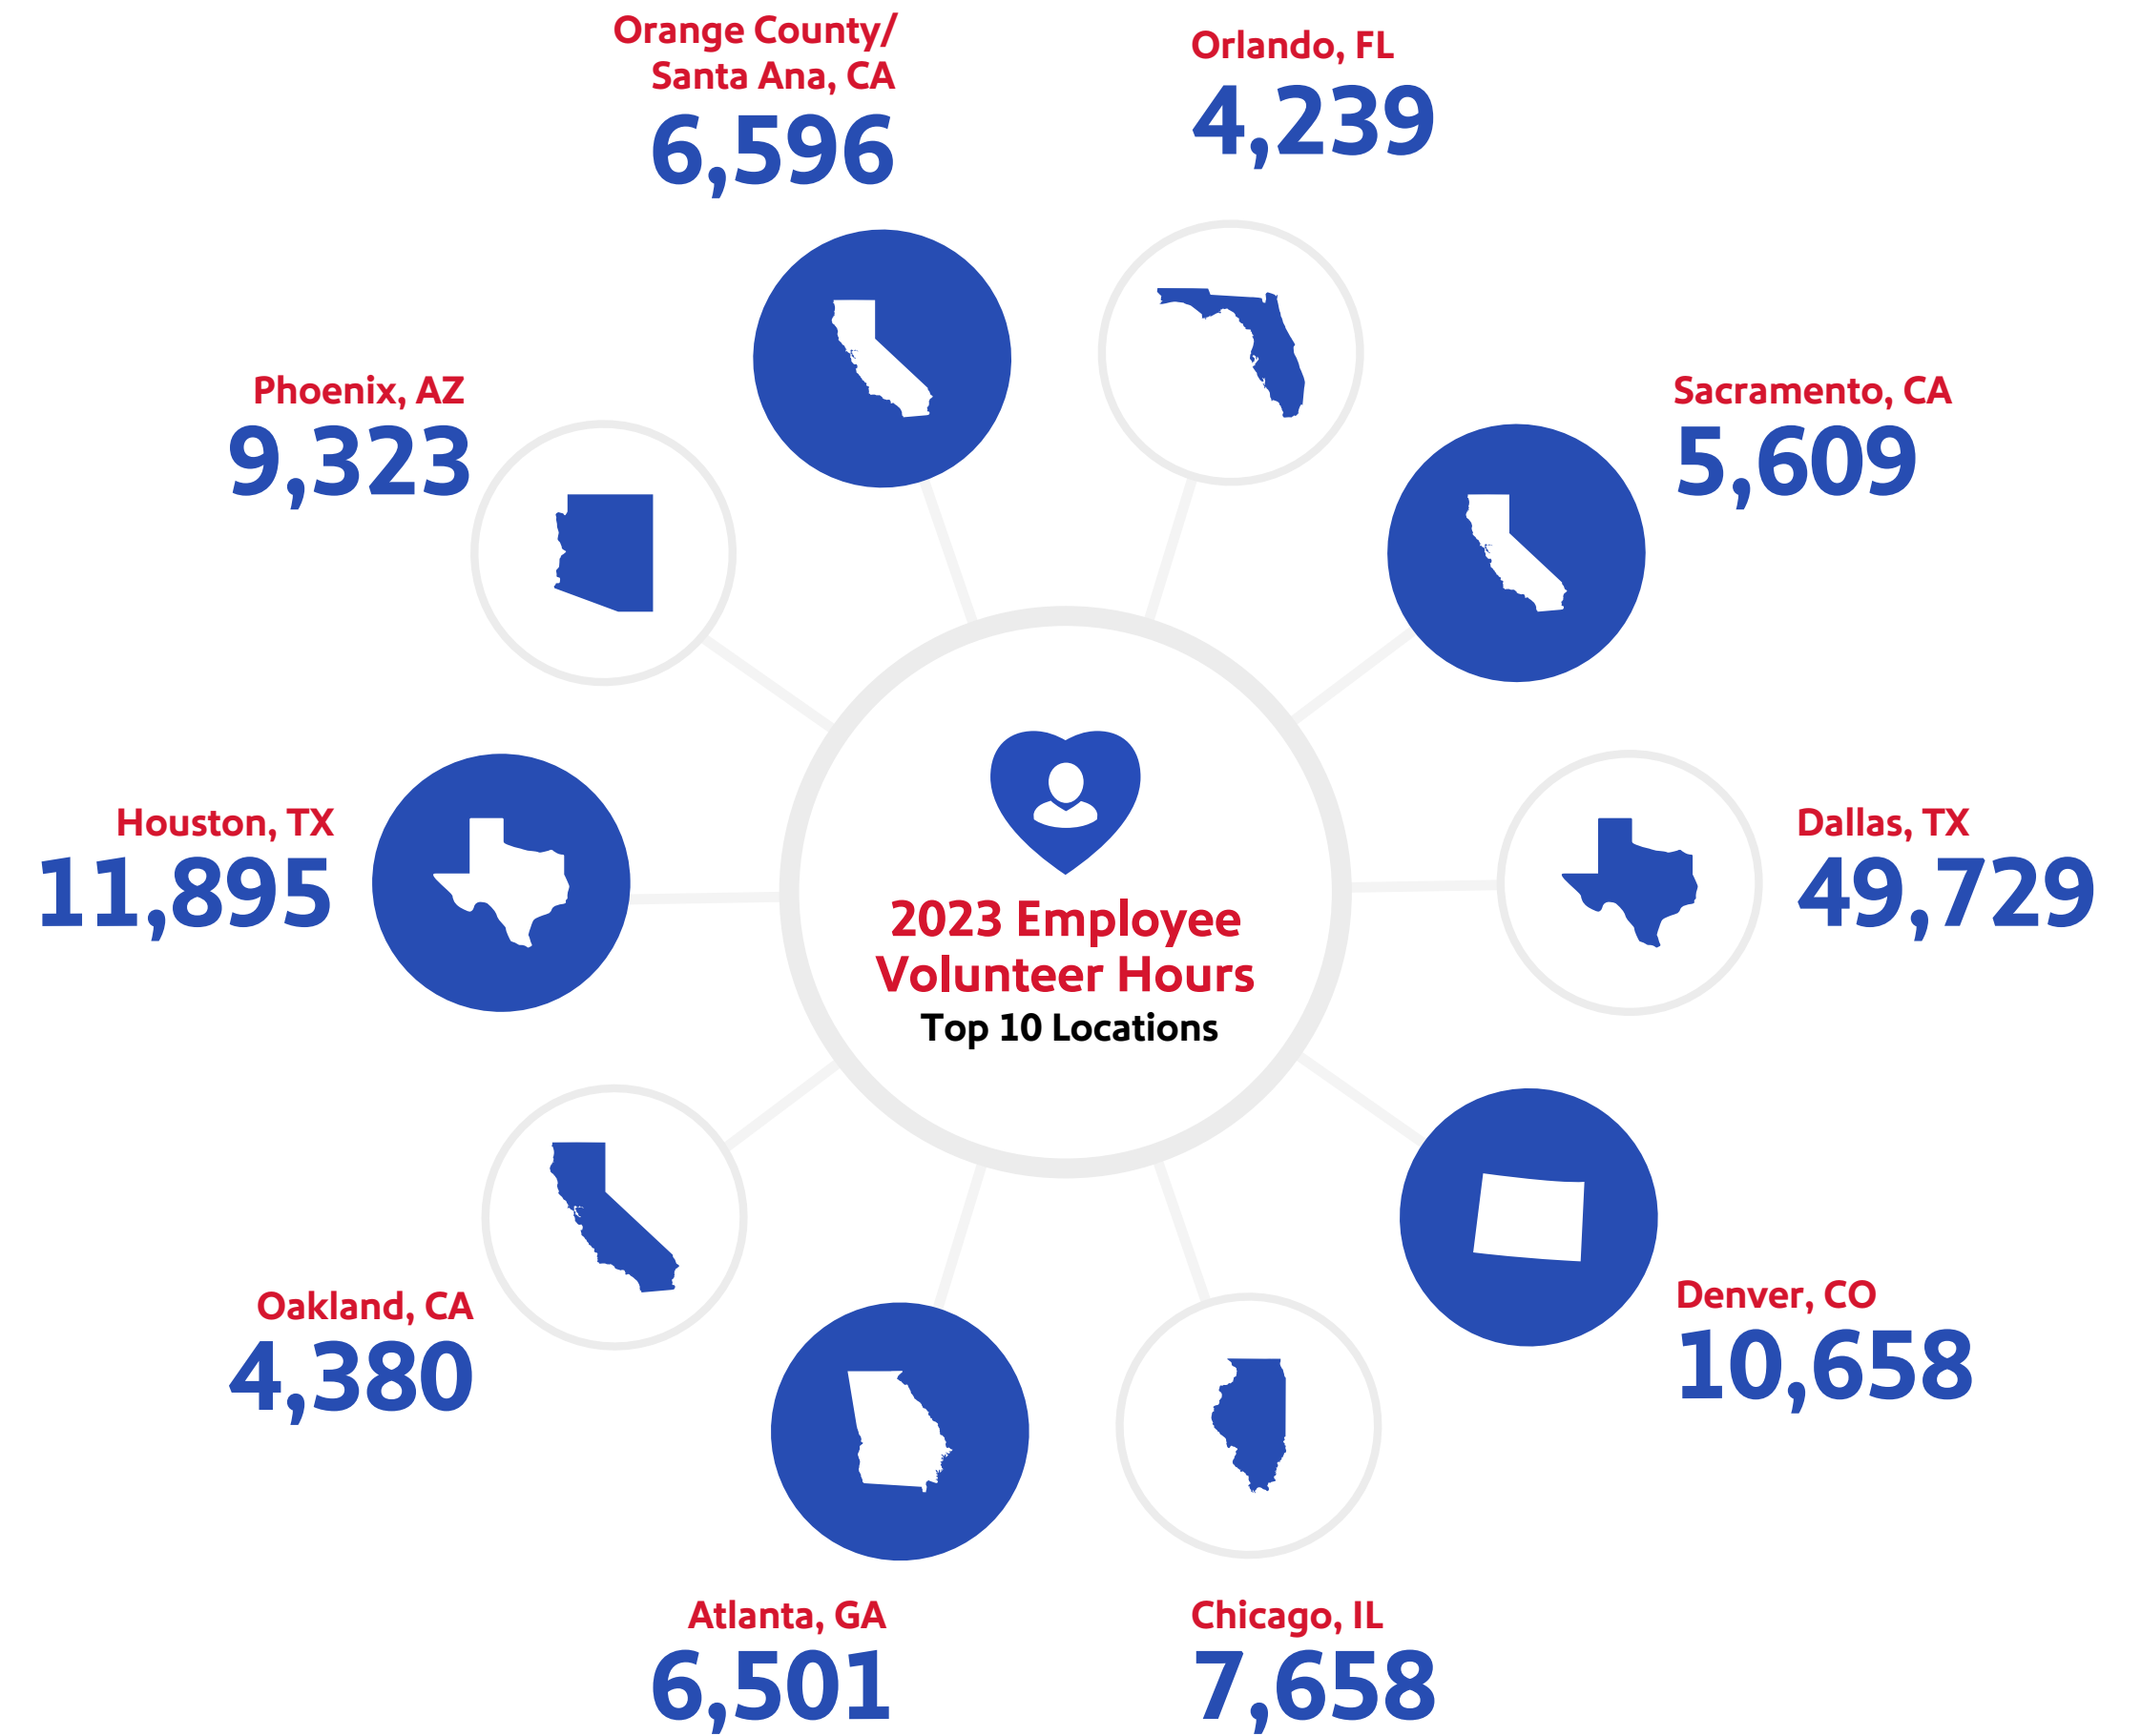 Orange County/
Santa Ana, CA
6,596
Orlando, FL
4,239
Phoenix, AZ
9,323
Sacramento, CA
5,609
Houston, TX
11,895
2023 Employee
Volunteer Hours
Top 10 Locations
Dallas, TX
49,729
Oakland, CA
4,380
Denver, CO
10,658
Atlanta, GA
6,501
Chicago, IL
7,658